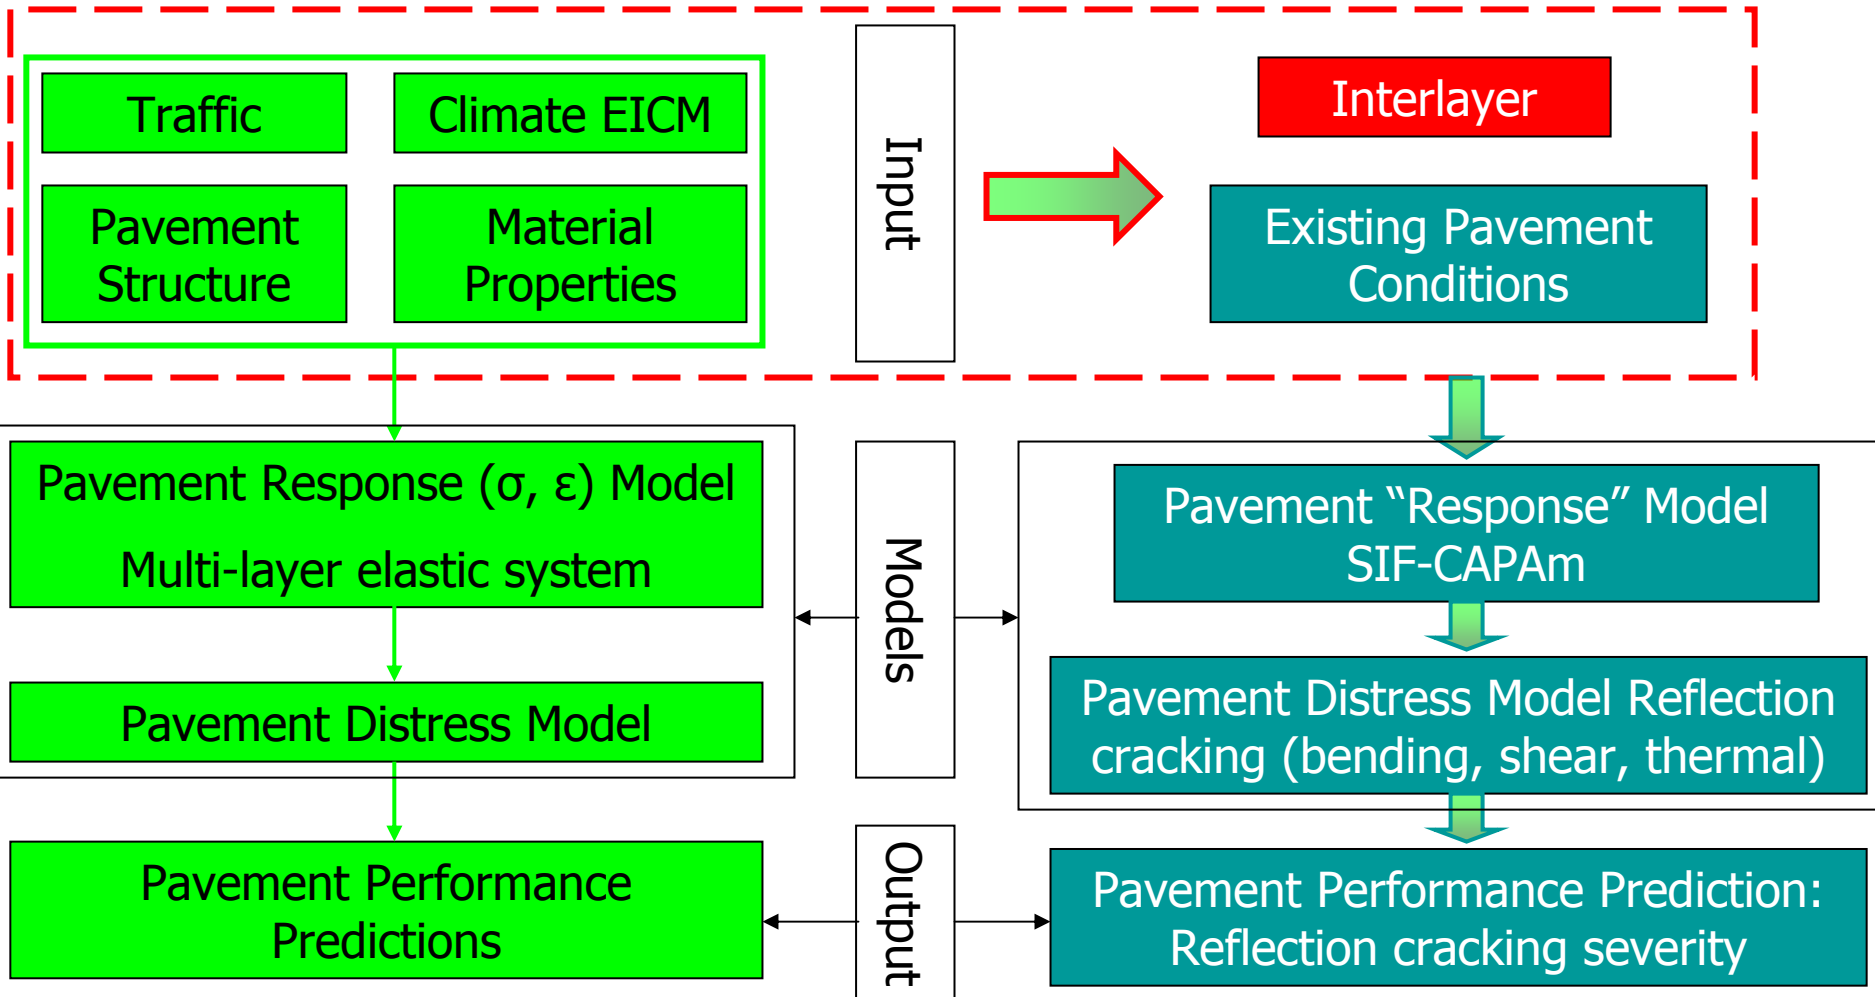 Traffic
Climate EICM
Pavement
Structure
Material
Properties
Input
Interlayer
Existing Pavement
Conditions
Pavement Response (σ, ε) Model
Multi-layer elastic system
Pavement Distress Model
Models
Pavement “Response” Model
SIF-CAPAm
Pavement Distress Model Reflection
cracking (bending, shear, thermal)
Pavement Performance
Predictions
Output
Pavement Performance Prediction:
Reflection cracking severity